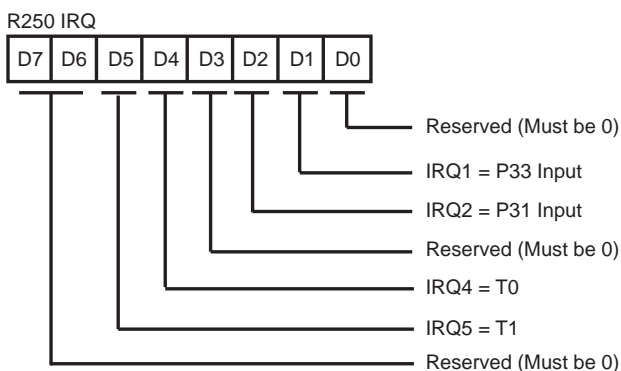 R250 IRQ
D7 D6 D5 D4 D3 D2 D1 D0
Reserved (Must be 0)
IRQ1 = P33 Input
IRQ2 = P31 Input
Reserved (Must be 0)
IRQ4 = T0
IRQ5 = T1
Reserved (Must be 0)